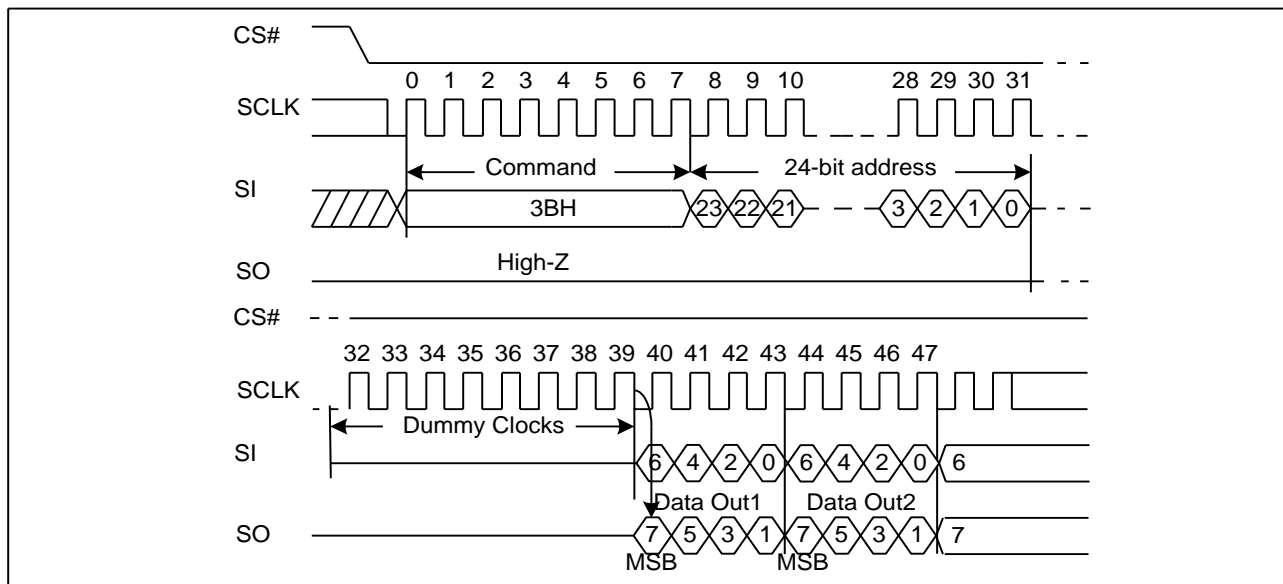 CS#
0 1 2 3 4 5 6 7 8 9 10 28 29 30 31
SCLK
Command 24-bit address
SI
3BH 23 22 21 3 2 1 0
High-Z
SO
CS#
32 33 34 35 36 37 38 39 40 41 42 43 44 45 46 47
SCLK
Dummy Clocks
SI
6 4 2 0 6 4 2 0 6
Data Out1 Data Out2
SO
7 5 3 1 7 5 3 1 7
MSB MSB